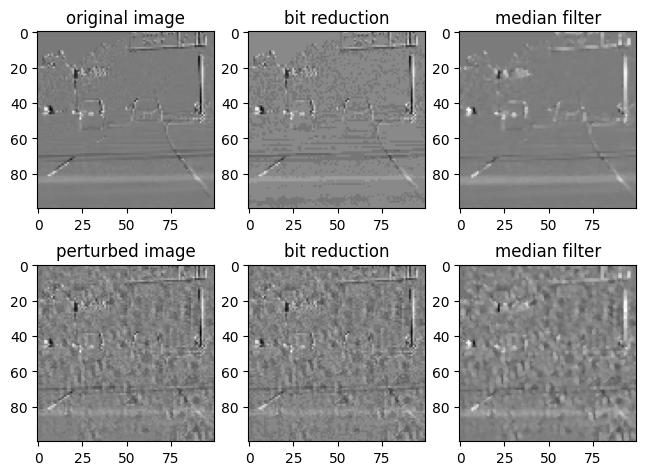 original image bit reduction median filter
0 20 40 60 80
0 25 50 75 0 25 50 75 0 25 50 75
perturbed image bit reduction median filter
0 20 40 60 80
0 25 50 75 0 25 50 75 0 25 50 75